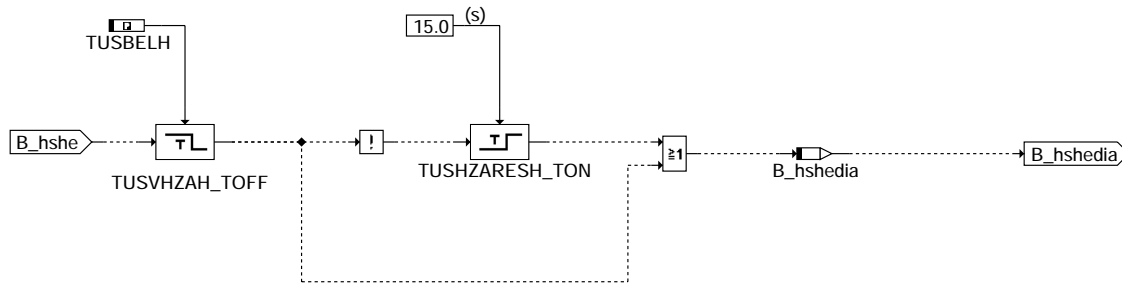 P
TUSBELH
15.0 (s)
B_hshe
T
TUSVHZAH_TOFF
!
T
TUSHZARESH_TON
≧1
B_hshedia
B_hshedia